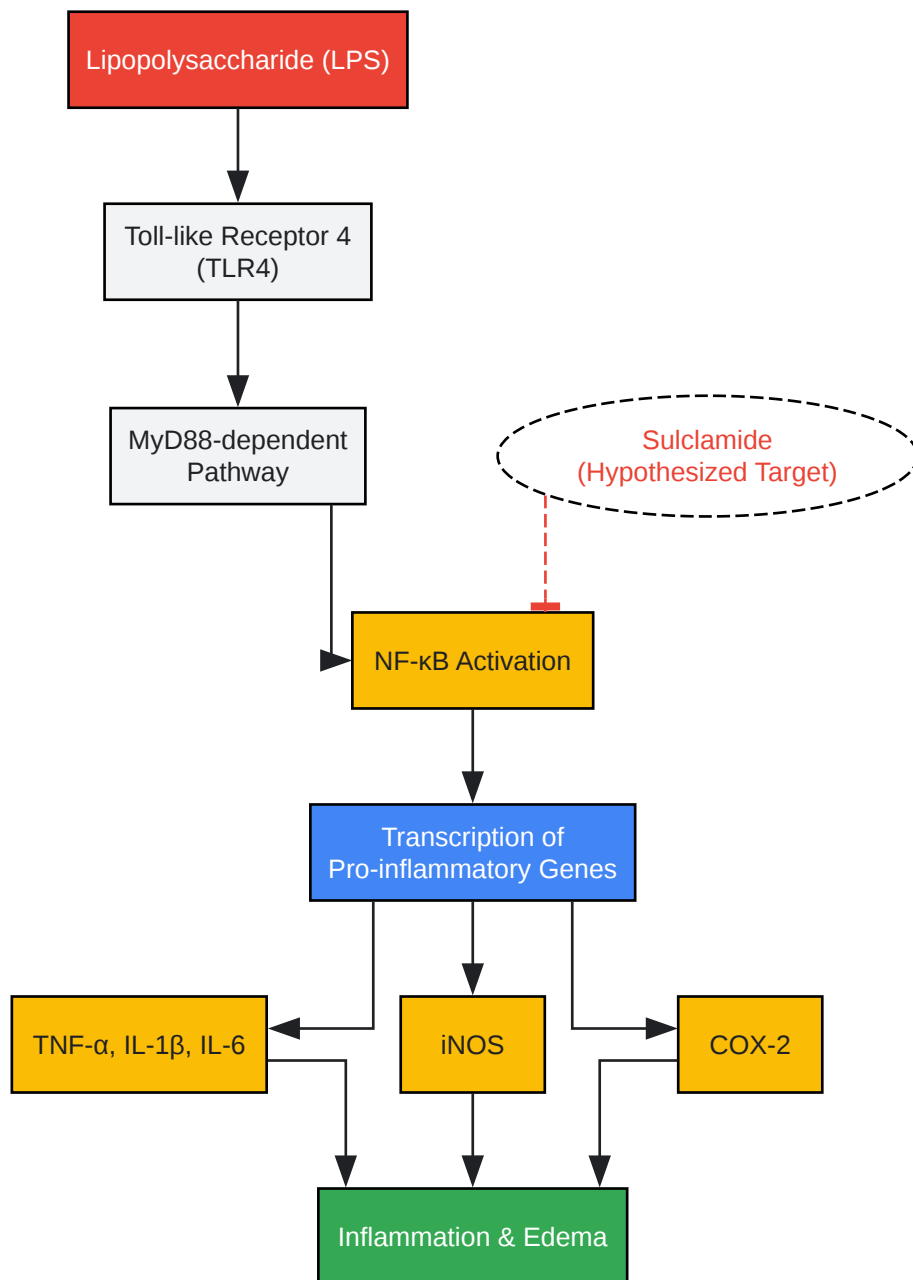 Lipopolysaccharide (LPS)
Toll-like Receptor 4
(TLR4)
MyD88-dependent
Pathway
Sulclamide
(Hypothesized Target)
NF-κB Activation
Transcription of
Pro-inflammatory Genes
TNF-α, IL-1β, IL-6
iNOS
COX-2
Inflammation & Edema